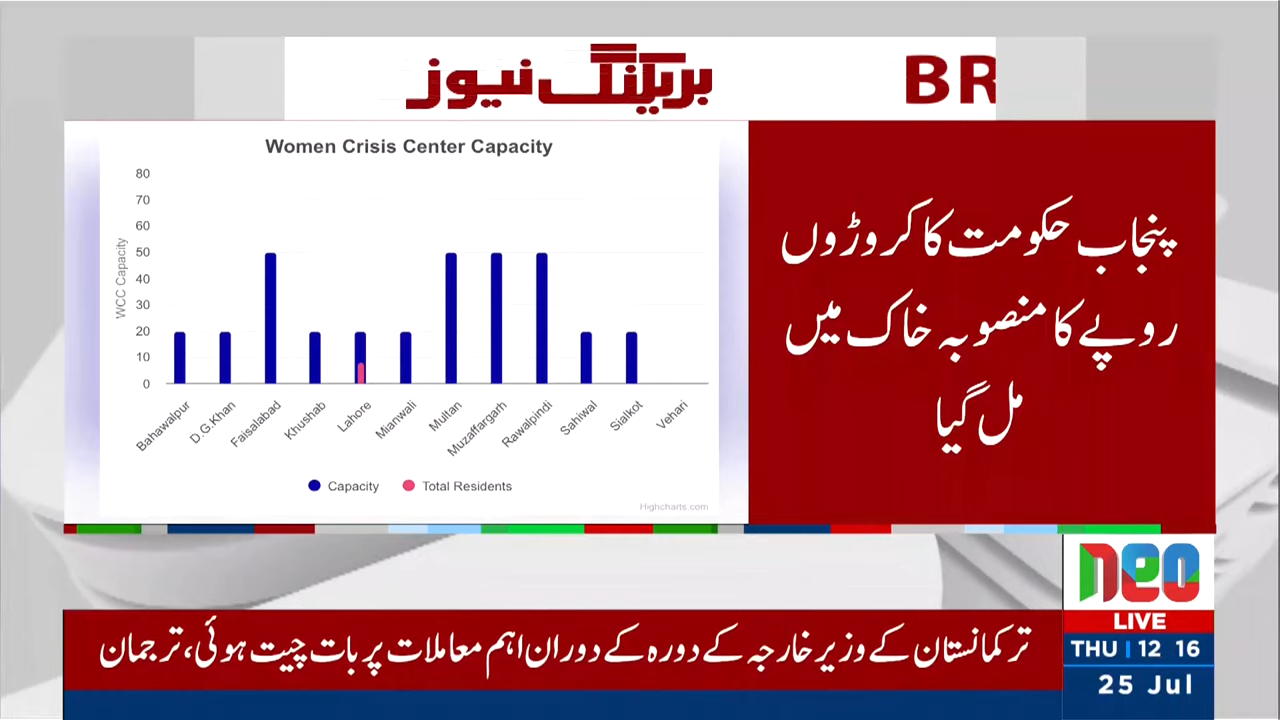 بریکنگ نیوز
BR
Women Crisis Center Capacity
WCC Capacity
80
70
60
50
40
30
20
10
0
Bahawalpur
D.G.Khan
Faisalabad
Khushab
Lahore
Mianwali
Multan
Muzaffargarh
Rawalpindi
Sahiwal
Sialkot
Vehari
Capacity
Total Residents
Highcharts.com
پنجاب حکومت کا کروڑوں
روپے کا منصوبہ خاک میں
مل گیا
neo
LIVE
THU | 12 16
25 Jul
ترکمانستان کے وزیر خارجہ کے دورہ کے دوران اہم معاملات پر بات چیت ہوئی، ترجمان